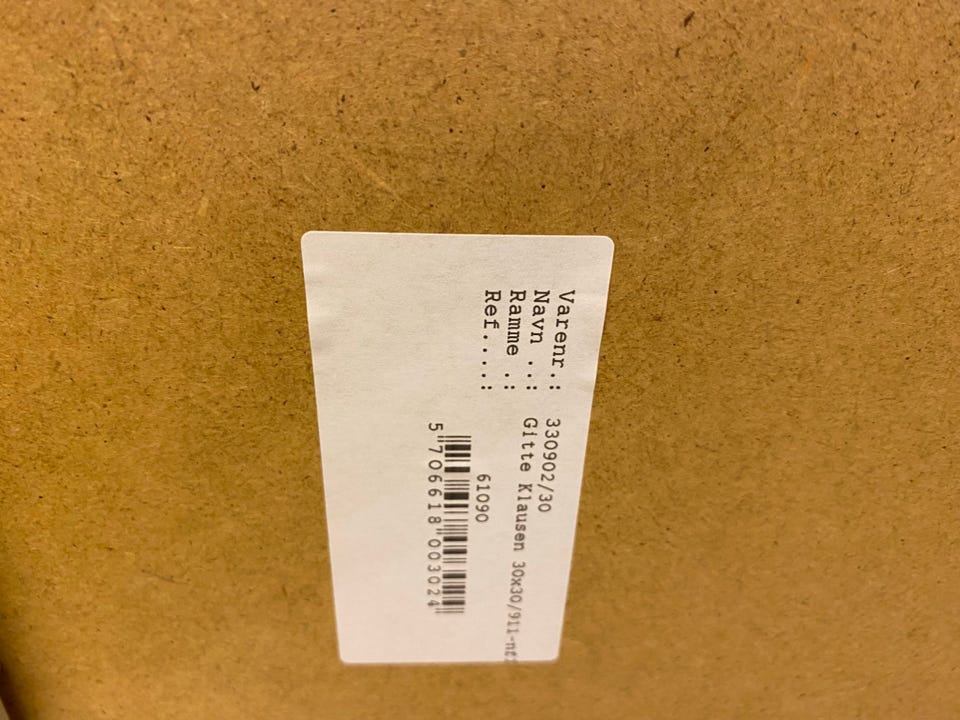 Varenr.: 330902/30
Navn ..: Gitte Klausen 30x30/911-n
Ramme .:
Ref....:
61090
5 706618 003024